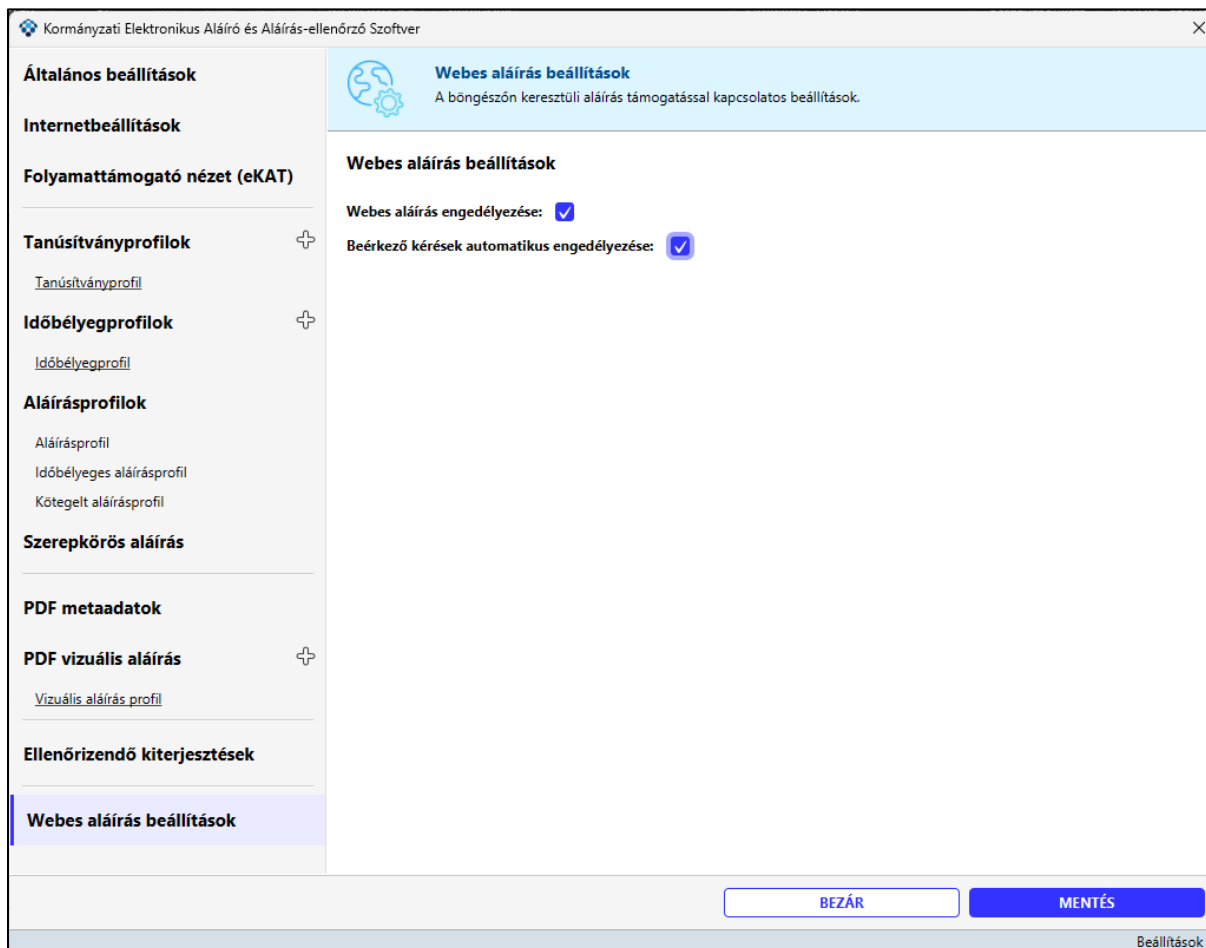 Kormányzati Elektronikus Aláíró és Aláírás-ellenőrző Szoftver
Általános beállítások
Internetbeállítások
Folyamattámogató nézet (eKAT)
Tanúsítványprofilok
Tanúsítványprofil
Időbélyegprofilok
Időbélyegprofil
Aláírásprofilok
Aláírásprofil
Időbélyeges aláírásprofil
Kötegelt aláírásprofil
Szerepkörös aláírás
PDF metaadatok
PDF vizuális aláírás
Vizuális aláírás profil
Ellenőrizendő kiterjesztések
Webes aláírás beállítások
Webes aláírás beállítások
A böngészőn keresztüli aláírás támogatással kapcsolatos beállítások.
Webes aláírás beállítások
Webes aláírás engedélyezése:
Beérkező kérések automatikus engedélyezése:
BEZÁR
MENTÉS
Beállítások